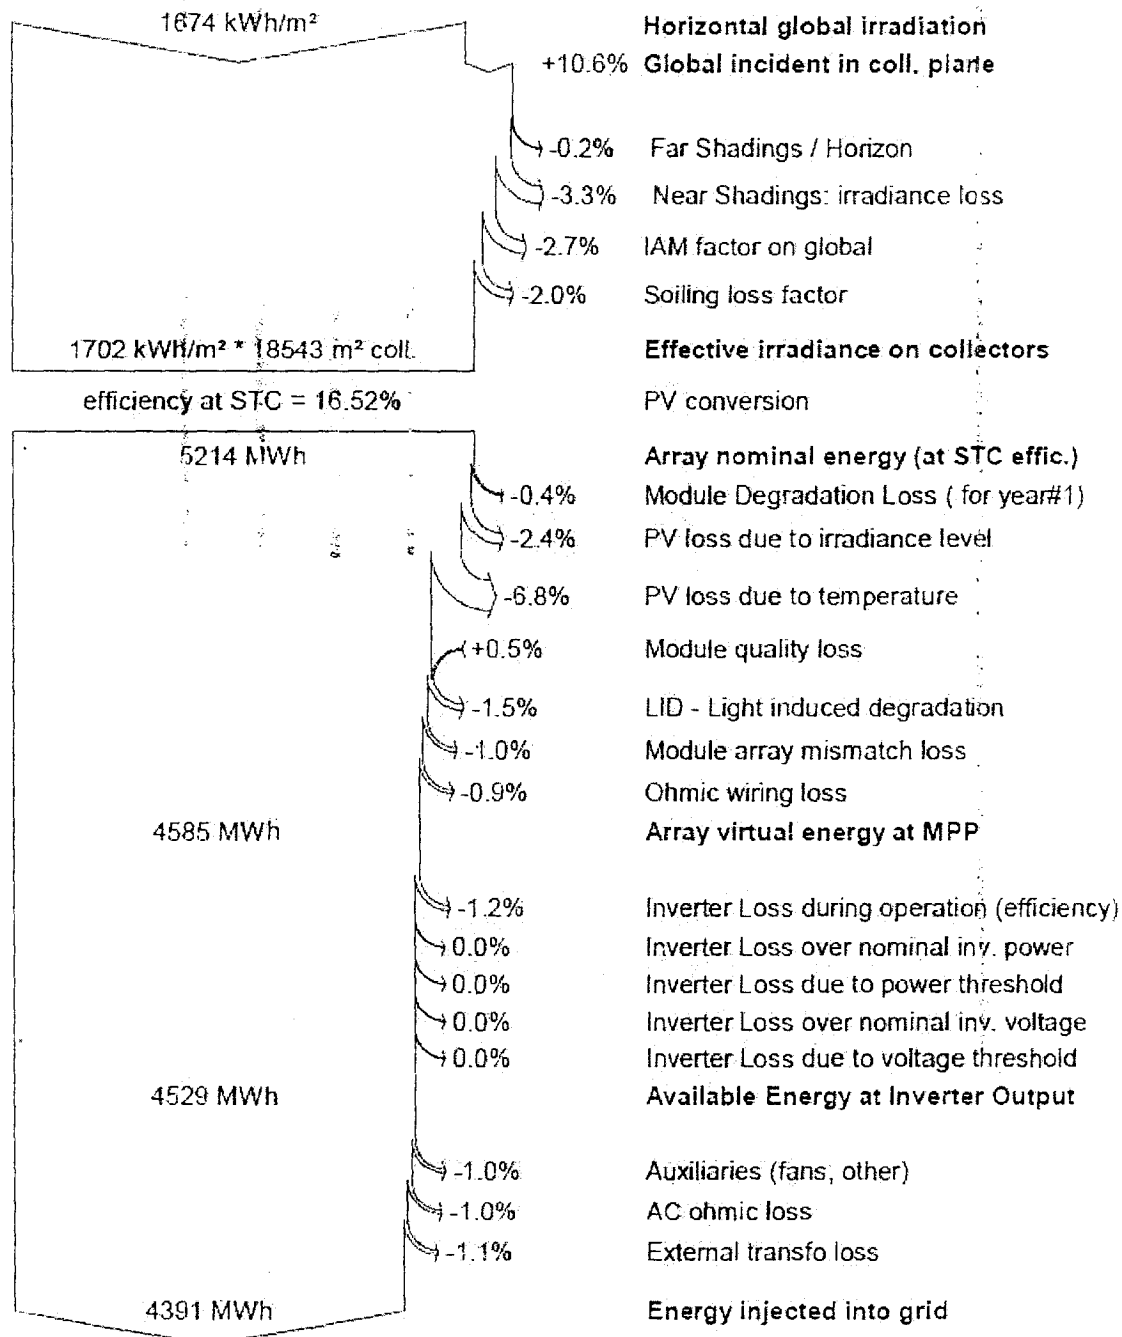 1674 kWh/m² Horizontal global irradiation
+10.6% Global incident in coll. plane
-0.2% Far Shadings / Horizon
-3.3% Near Shadings: irradiance loss
-2.7% IAM factor on global
-2.0% Soiling loss factor
1702 kWh/m² * 18543 m² coll. Effective irradiance on collectors
efficiency at STC = 16.52% PV conversion
5214 MWh Array nominal energy (at STC effic.)
-0.4% Module Degradation Loss ( for year#1)
-2.4% PV loss due to irradiance level
-6.8% PV loss due to temperature
+0.5% Module quality loss
-1.5% LID - Light induced degradation
-1.0% Module array mismatch loss
-0.9% Ohmic wiring loss
4585 MWh Array virtual energy at MPP
-1.2% Inverter Loss during operation (efficiency)
0.0% Inverter Loss over nominal inv. power
0.0% Inverter Loss due to power threshold
0.0% Inverter Loss over nominal inv. voltage
0.0% Inverter Loss due to voltage threshold
4529 MWh Available Energy at Inverter Output
-1.0% Auxiliaries (fans, other)
-1.0% AC ohmic loss
-1.1% External transfo loss
4391 MWh Energy injected into grid